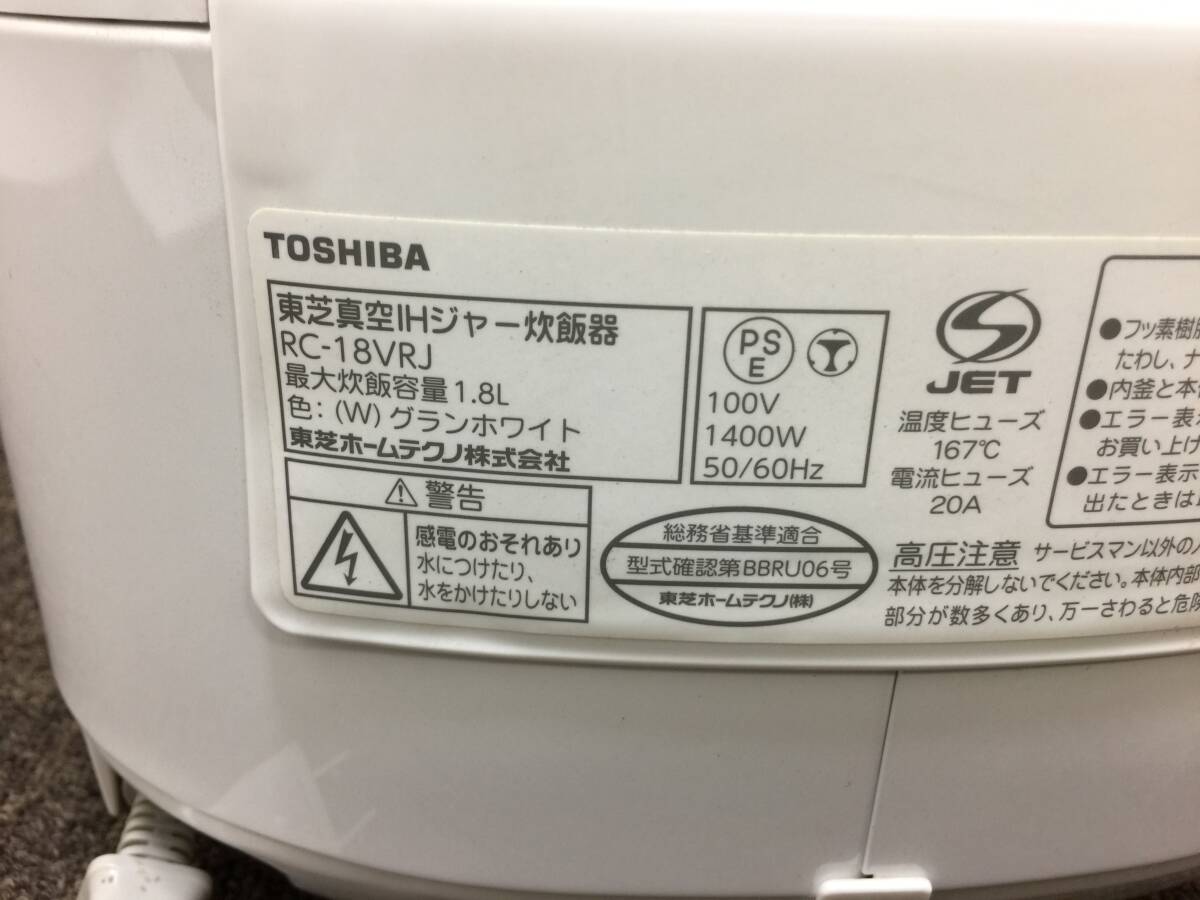 TOSHIBA
東芝真空IHジャー炊飯器
RC-18VRJ
最大炊飯容量1.8L
色：(W) グランホワイト
東芝ホームテクノ株式会社
PS
E
100V
1400W
50/60Hz
S
JET
温度ヒューズ
167℃
電流ヒューズ
20A
●フッ素樹脂
たわし、ナ
●内釜と本体
●エラー表示
お買い上げ
●エラー表示
出たときは
警告
感電のおそれあり
水につけたり、
水をかけたりしない
総務省基準適合
型式確認第BBRU06号
東芝ホームテクノ(株)
高圧注意 サービスマン以外の
本体を分解しないでください。本体内部
部分が数多くあり、万一さわると危険